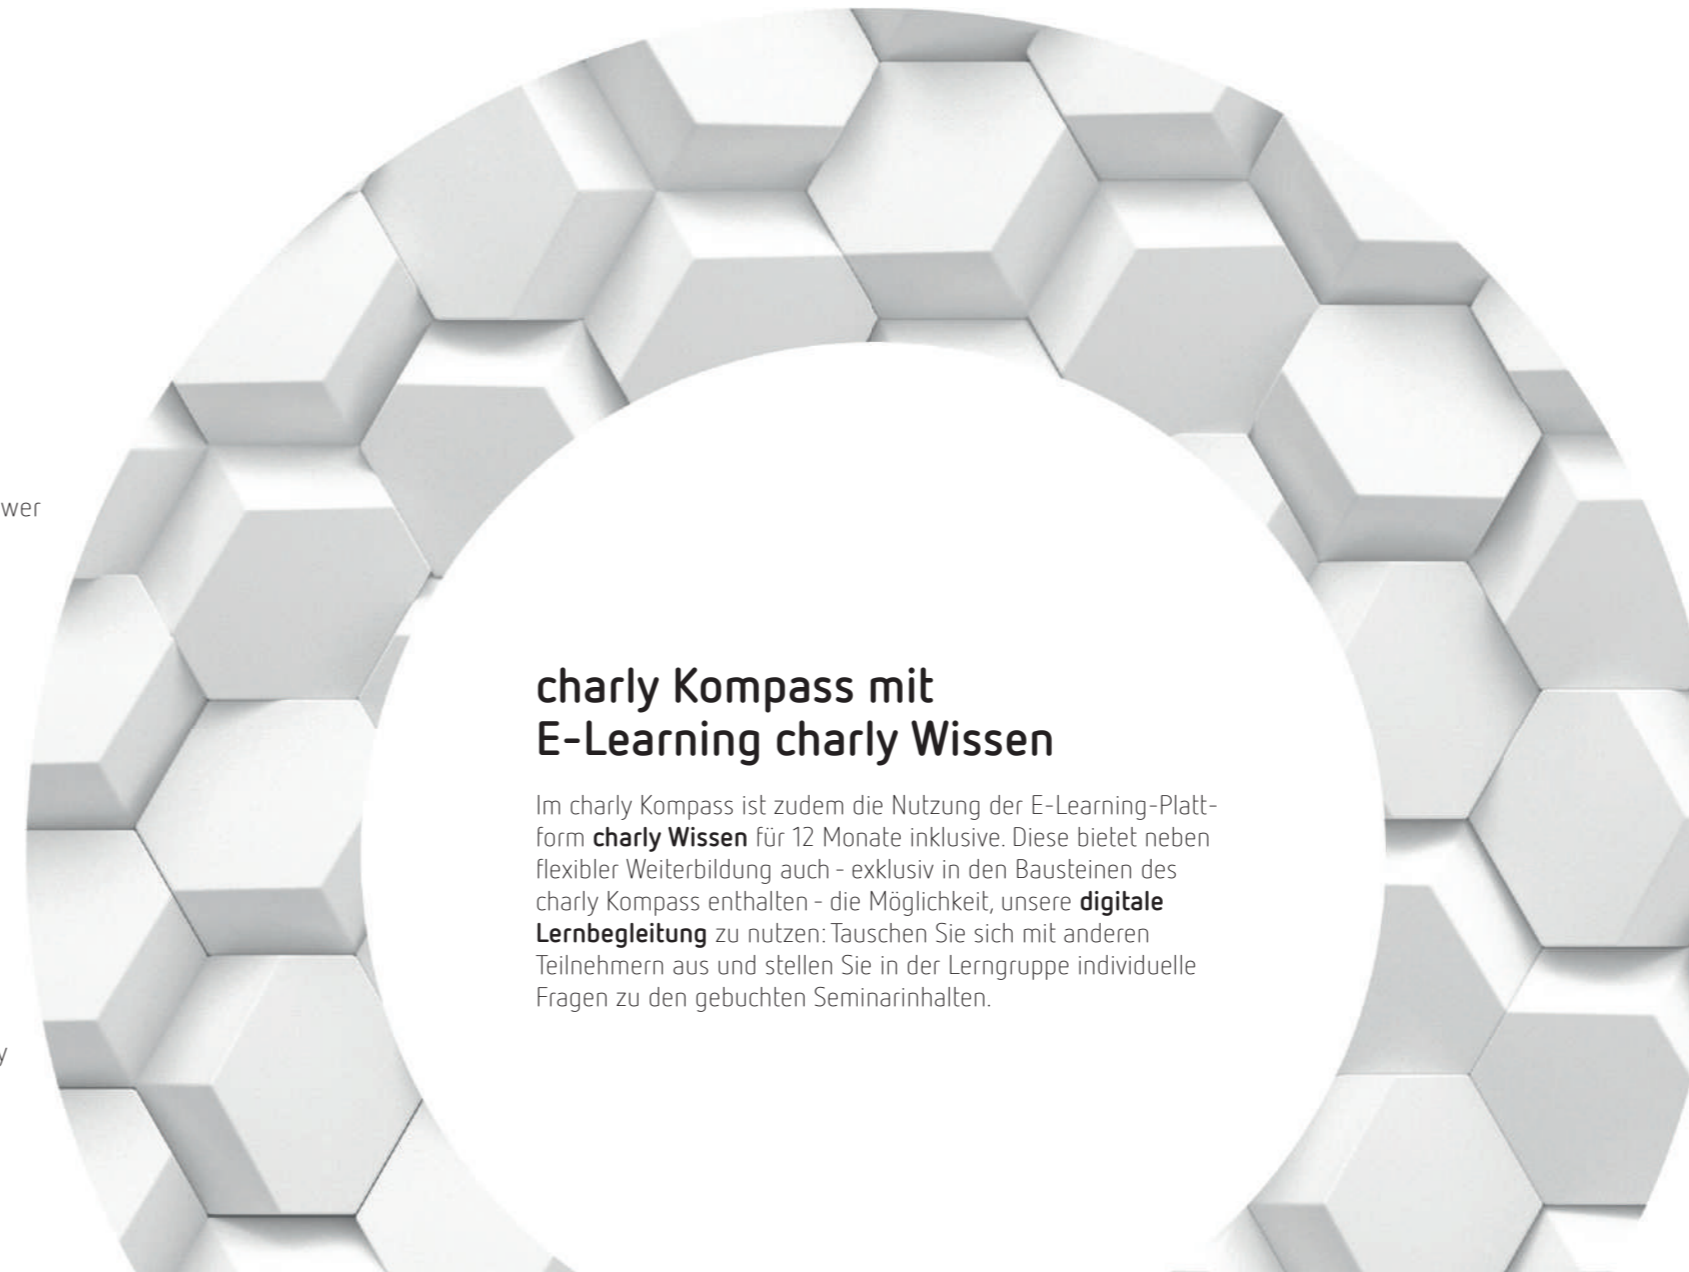 wer
charly Kompass mit
E-Learning charly Wissen
Im charly Kompass ist zudem die Nutzung der E-Learning-Platt-
form charly Wissen für 12 Monate inklusive. Diese bietet neben
flexibler Weiterbildung auch - exklusiv in den Bausteinen des
charly Kompass enthalten - die Möglichkeit, unsere digitale
Lernbegleitung zu nutzen: Tauschen Sie sich mit anderen
Teilnehmern aus und stellen Sie in der Lerngruppe individuelle
Fragen zu den gebuchten Seminarinhalten.
y